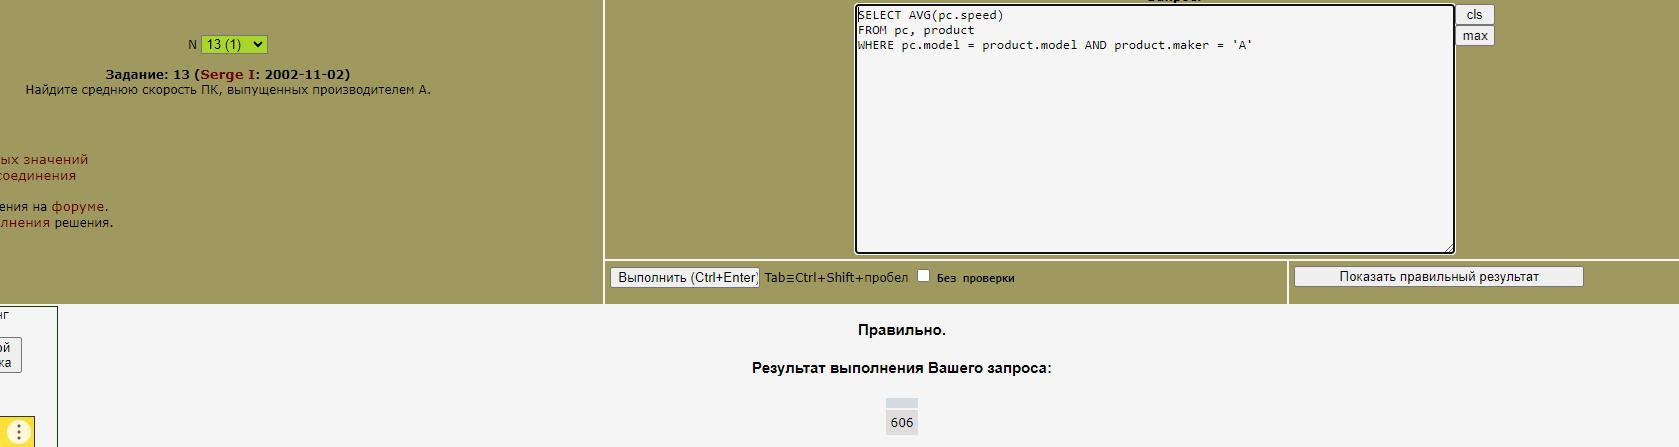 N 13 (1)
Задание: 13 (Serge I: 2002-11-02)
Найдите среднюю скорость ПК, выпущенных производителем A.
ых значений
соединения
ения на форуме.
лнения решения.
SELECT AVG(pc.speed)
FROM pc, product
WHERE pc.model = product.model AND product.maker = 'A'
cls
max
Выполнить (Ctrl+Enter) Tab≡Ctrl+Shift+пробел Без проверки
Показать правильный результат
нг
ой
ка
Правильно.
Результат выполнения Вашего запроса:
606